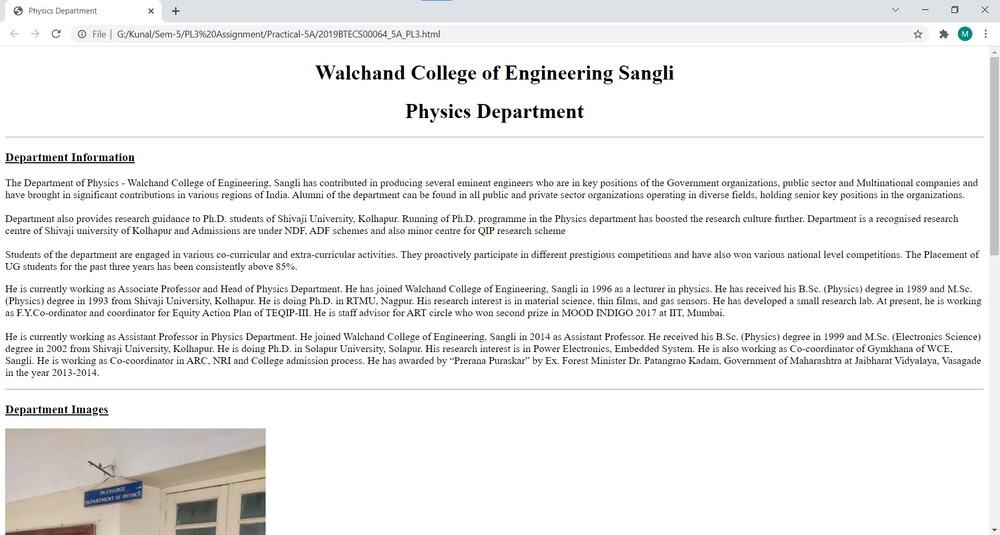 Physics Department
File
G:/Kunal/Sem-5/PL3%20Assignment/Practical-5A/2019BTECS00064_5A_PL3.html
M
Walchand College of Engineering Sangli
Physics Department
Department Information
The Department of Physics - Walchand College of Engineering, Sangli has contributed in producing several eminent engineers who are in key positions of the Government organizations, public sector and Multinational companies and
have brought in significant contributions in various regions of India. Alumni of the department can be found in all public and private sector organizations operating in diverse fields, holding senior key positions in the organizations.
Department also provides research guidance to Ph.D. students of Shivaji University, Kolhapur. Running of Ph.D. programme in the Physics department has boosted the research culture further. Department is a recognised research
centre of Shivaji university of Kolhapur and Admissions are under NDF, ADF schemes and also minor centre for QIP research scheme
Students of the department are engaged in various co-curricular and extra-curricular activities. They proactively participate in different prestigious competitions and have also won various national level competitions. The Placement of
UG students for the past three years has been consistently above 85%.
He is currently working as Associate Professor and Head of Physics Department. He has joined Walchand College of Engineering, Sangli in 1996 as a lecturer in physics. He has received his B.Sc. (Physics) degree in 1989 and M.Sc.
(Physics) degree in 1993 from Shivaji University, Kolhapur. He is doing Ph.D. in RTMU, Nagpur. His research interest is in material science, thin films, and gas sensors. He has developed a small research lab. At present, he is working
as F.Y.Co-ordinator and coordinator for Equity Action Plan of TEQIP-III. He is staff advisor for ART circle who won second prize in MOOD INDIGO 2017 at IIT, Mumbai.
He is currently working as Assistant Professor in Physics Department. He joined Walchand College of Engineering, Sangli in 2014 as Assistant Professor. He received his B.Sc. (Physics) degree in 1999 and M.Sc. (Electronics Science)
degree in 2002 from Shivaji University, Kolhapur. He is doing Ph.D. in Solapur University, Solapur. His research interest is in Power Electronics, Embedded System. He is also working as Co-coordinator of Gymkhana of WCE,
Sangli. He is working as Co-coordinator in ARC, NRI and College admission process. He has awarded by “Prerana Puraskar” by Ex. Forest Minister Dr. Patangrao Kadam, Government of Maharashtra at Jaibharat Vidyalaya, Vasagade
in the year 2013-2014.
Department Images
IN-CHARGE
DEPARTMENT OF PHYSICS